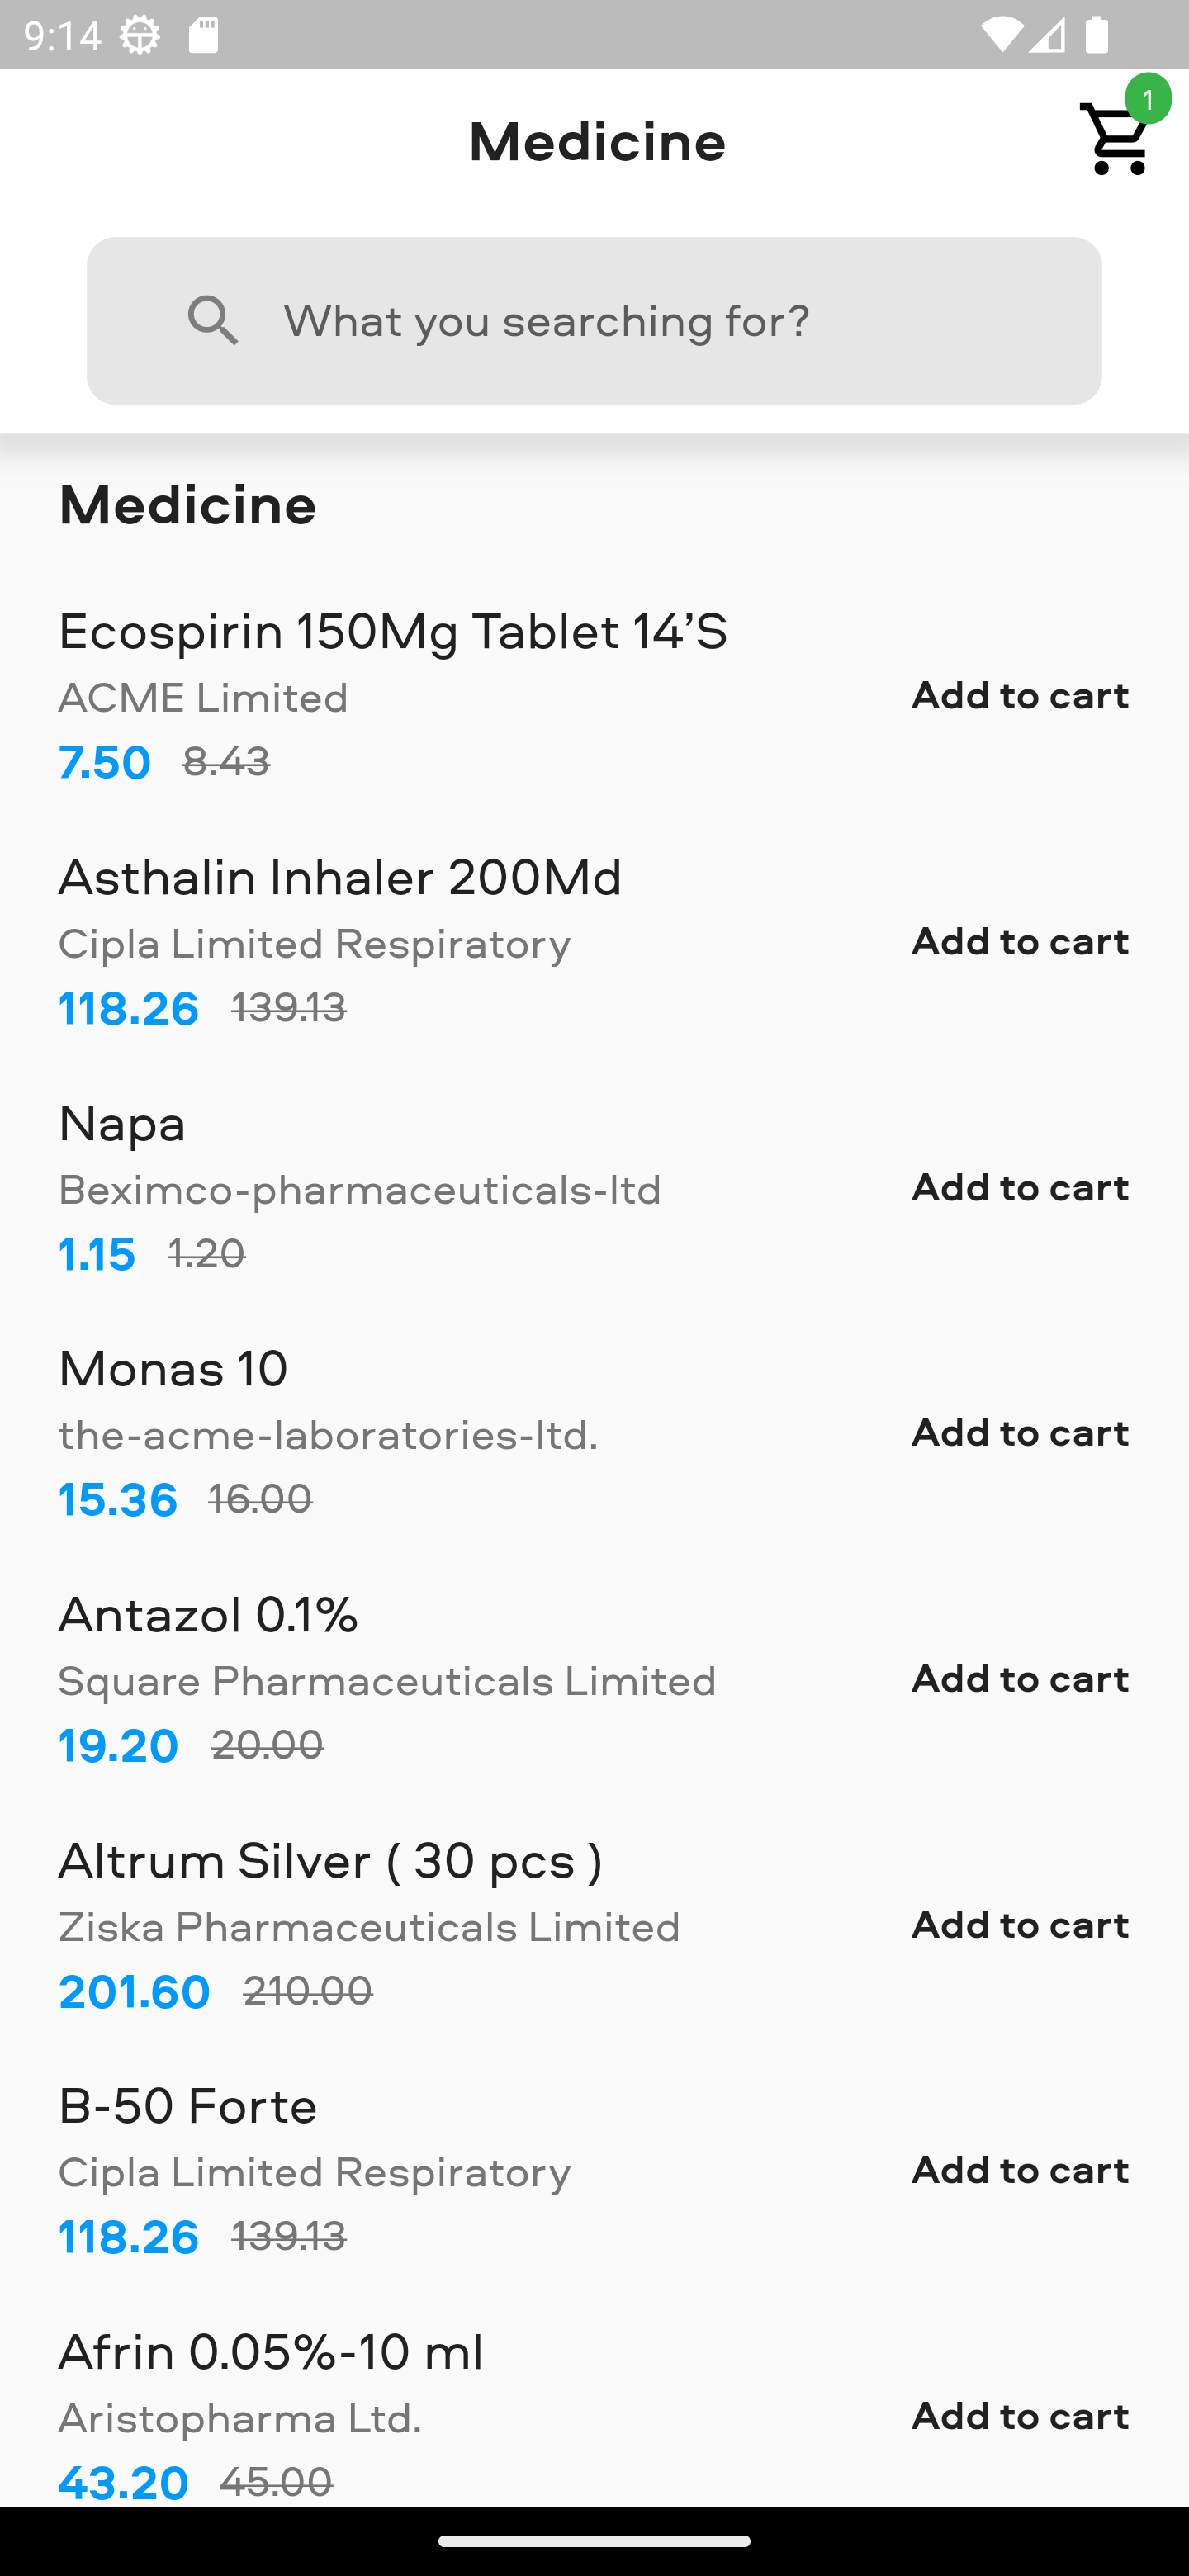 9:14
1
Medicine
What you searching for?
Medicine
Ecospirin 150Mg Tablet 14’S
ACME Limited
Add to cart
7.50 8.43
Asthalin Inhaler 200Md
Cipla Limited Respiratory
Add to cart
118.26 139.13
Napa
Beximco-pharmaceuticals-ltd
Add to cart
1.15 1.20
Monas 10
the-acme-laboratories-ltd.
Add to cart
15.36 16.00
Antazol 0.1%
Square Pharmaceuticals Limited
Add to cart
19.20 20.00
Altrum Silver ( 30 pcs )
Ziska Pharmaceuticals Limited
Add to cart
201.60 210.00
B-50 Forte
Cipla Limited Respiratory
Add to cart
118.26 139.13
Afrin 0.05%-10 ml
Aristopharma Ltd.
Add to cart
43.20 45.00